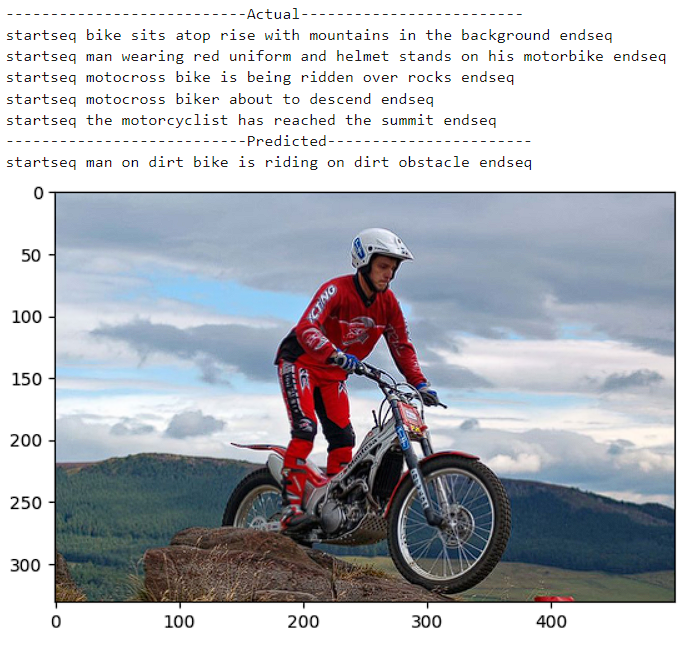 -------------------------Actual-----------------------
startseq bike sits atop rise with mountains in the background endseq
startseq man wearing red uniform and helmet stands on his motorbike endseq
startseq motocross bike is being ridden over rocks endseq
startseq motocross biker about to descend endseq
startseq the motorcyclist has reached the summit endseq
-------------------------Predicted---------------------
startseq man on dirt bike is riding on dirt obstacle endseq
0
50
100
150
200
250
300
0 100 200 300 400